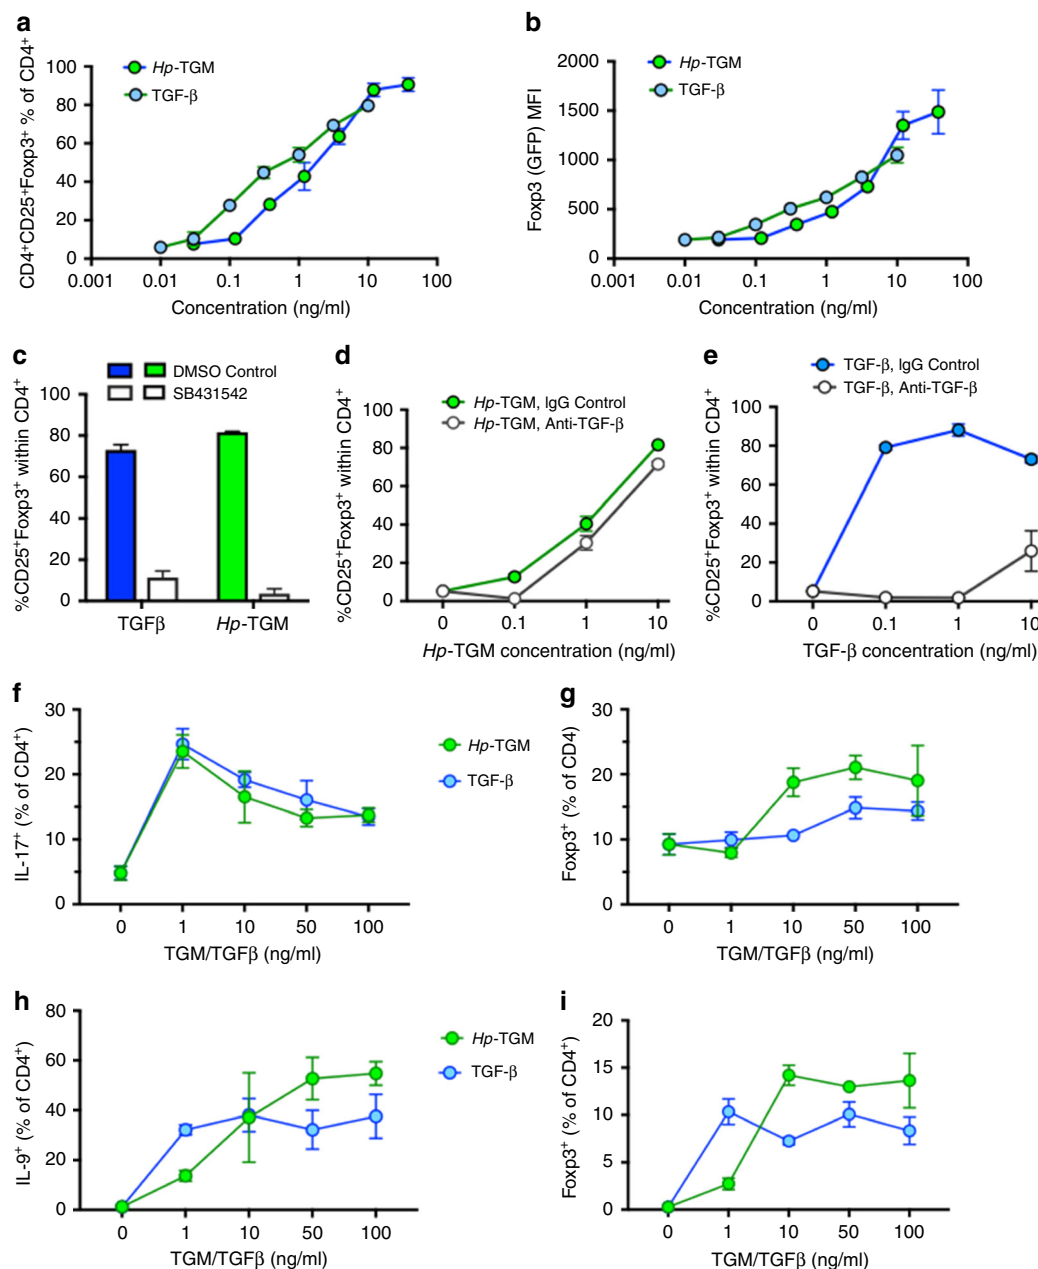 a
CD4⁺CD25⁺Foxp3⁺ % of CD4⁺
100
80
60
40
20
0
Hp-TGM
TGF-β
0.001 0.01 0.1 1 10 100
Concentration (ng/ml)
b
Foxp3 (GFP) MFI
2000
1500
1000
500
0
Hp-TGM
TGF-β
0.001 0.01 0.1 1 10 100
Concentration (ng/ml)
c
%CD25⁺Foxp3⁺ within CD4⁺
DMSO Control
SB431542
100
80
60
40
20
0
TGFβ Hp-TGM
d
%CD25⁺Foxp3⁺ within CD4⁺
Hp-TGM, IgG Control
Hp-TGM, Anti-TGF-β
100
80
60
40
20
0
0 0.1 1 10
Hp-TGM concentration (ng/ml)
e
%CD25⁺Foxp3⁺ within CD4⁺
TGF-β, IgG Control
TGF-β, Anti-TGF-β
100
80
60
40
20
0
0 0.1 1 10
TGF-β concentration (ng/ml)
f
IL-17⁺ (% of CD4⁺)
30
20
10
0
Hp-TGM
TGF-β
0 1 10 50 100
TGM/TGFβ (ng/ml)
g
Foxp3⁺ (% of CD4)
30
20
10
0
0 1 10 50 100
TGM/TGFβ (ng/ml)
h
IL-9⁺ (% of CD4⁺)
80
60
40
20
0
Hp-TGM
TGF-β
0 1 10 50 100
TGM/TGFβ (ng/ml)
i
Foxp3⁺ (% of CD4⁺)
20
15
10
5
0
0 1 10 50 100
TGM/TGFβ (ng/ml)